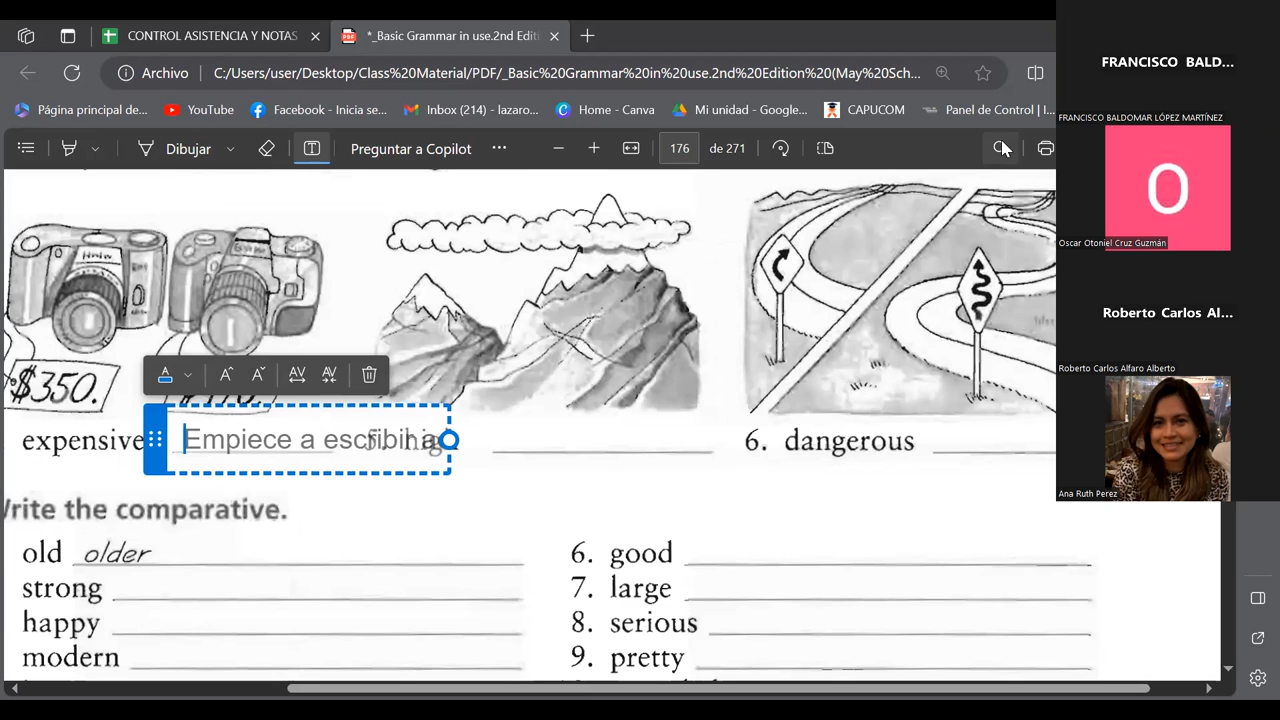 CONTROL ASISTENCIA Y NOTAS
*_Basic Grammar in use.2nd Editi
Archivo
C:/Users/user/Desktop/Class%20Material/PDF/_Basic%20Grammar%20in%20use.2nd%20Edition%20(May%20Sch...
Página principal de...
YouTube
Facebook - Inicia se...
Inbox (214) - lazaro...
Home - Canva
Mi unidad - Google...
CAPUCOM
Panel de Control | I...
Dibujar
Preguntar a Copilot
176 de 271
$350.
expensive
Empiece a escribi
6. dangerous
Write the comparative.
old older
strong
happy
modern
6. good
7. large
8. serious
9. pretty
FRANCISCO BALD...
FRANCISCO BALDOMAR LÓPEZ MARTÍNEZ
O
Oscar Otoniel Cruz Guzmán
Roberto Carlos Al...
Roberto Carlos Alfaro Alberto
Ana Ruth Perez